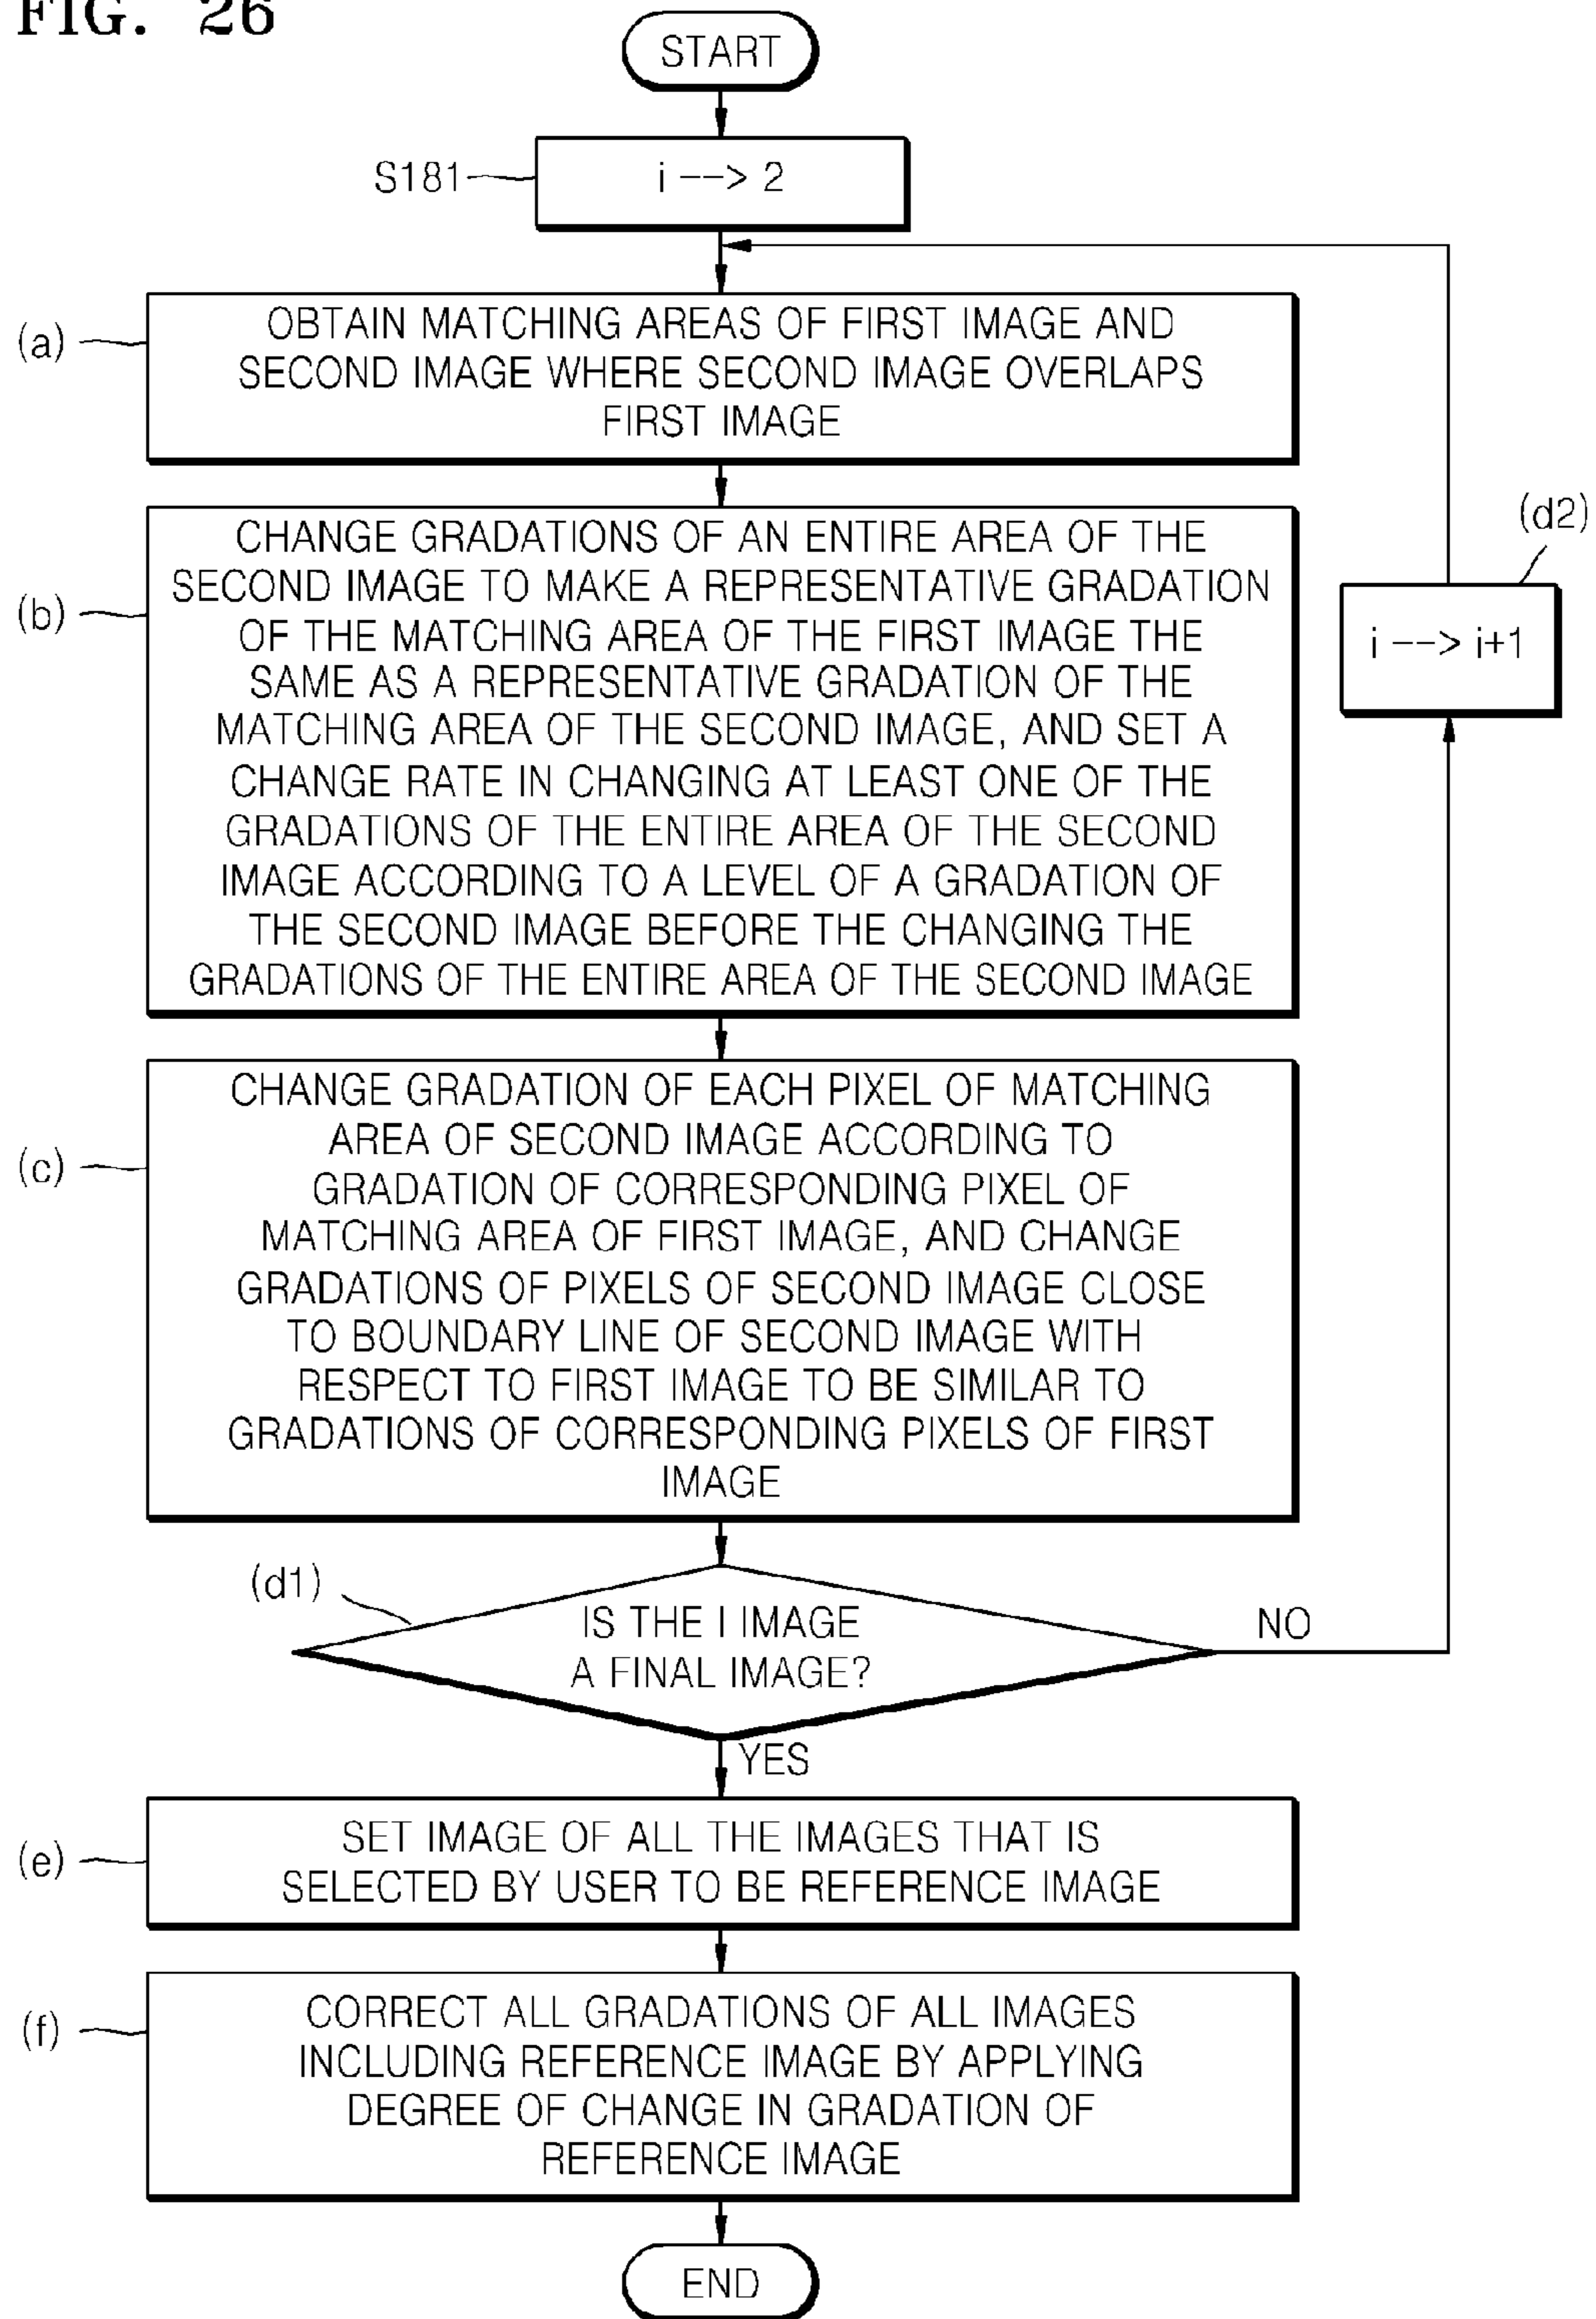 FIG. 26
START
S181
i --> 2
(a)
OBTAIN MATCHING AREAS OF FIRST IMAGE AND
SECOND IMAGE WHERE SECOND IMAGE OVERLAPS
FIRST IMAGE
(b)
CHANGE GRADATIONS OF AN ENTIRE AREA OF THE
SECOND IMAGE TO MAKE A REPRESENTATIVE GRADATION
OF THE MATCHING AREA OF THE FIRST IMAGE THE
SAME AS A REPRESENTATIVE GRADATION OF THE
MATCHING AREA OF THE SECOND IMAGE, AND SET A
CHANGE RATE IN CHANGING AT LEAST ONE OF THE
GRADATIONS OF THE ENTIRE AREA OF THE SECOND
IMAGE ACCORDING TO A LEVEL OF A GRADATION OF
THE SECOND IMAGE BEFORE THE CHANGING THE
GRADATIONS OF THE ENTIRE AREA OF THE SECOND IMAGE
(d2)
i --> i+1
(c)
CHANGE GRADATION OF EACH PIXEL OF MATCHING
AREA OF SECOND IMAGE ACCORDING TO
GRADATION OF CORRESPONDING PIXEL OF
MATCHING AREA OF FIRST IMAGE, AND CHANGE
GRADATIONS OF PIXELS OF SECOND IMAGE CLOSE
TO BOUNDARY LINE OF SECOND IMAGE WITH
RESPECT TO FIRST IMAGE TO BE SIMILAR TO
GRADATIONS OF CORRESPONDING PIXELS OF FIRST
IMAGE
(d1)
IS THE I IMAGE
A FINAL IMAGE?
NO
YES
(e)
SET IMAGE OF ALL THE IMAGES THAT IS
SELECTED BY USER TO BE REFERENCE IMAGE
(f)
CORRECT ALL GRADATIONS OF ALL IMAGES
INCLUDING REFERENCE IMAGE BY APPLYING
DEGREE OF CHANGE IN GRADATION OF
REFERENCE IMAGE
END